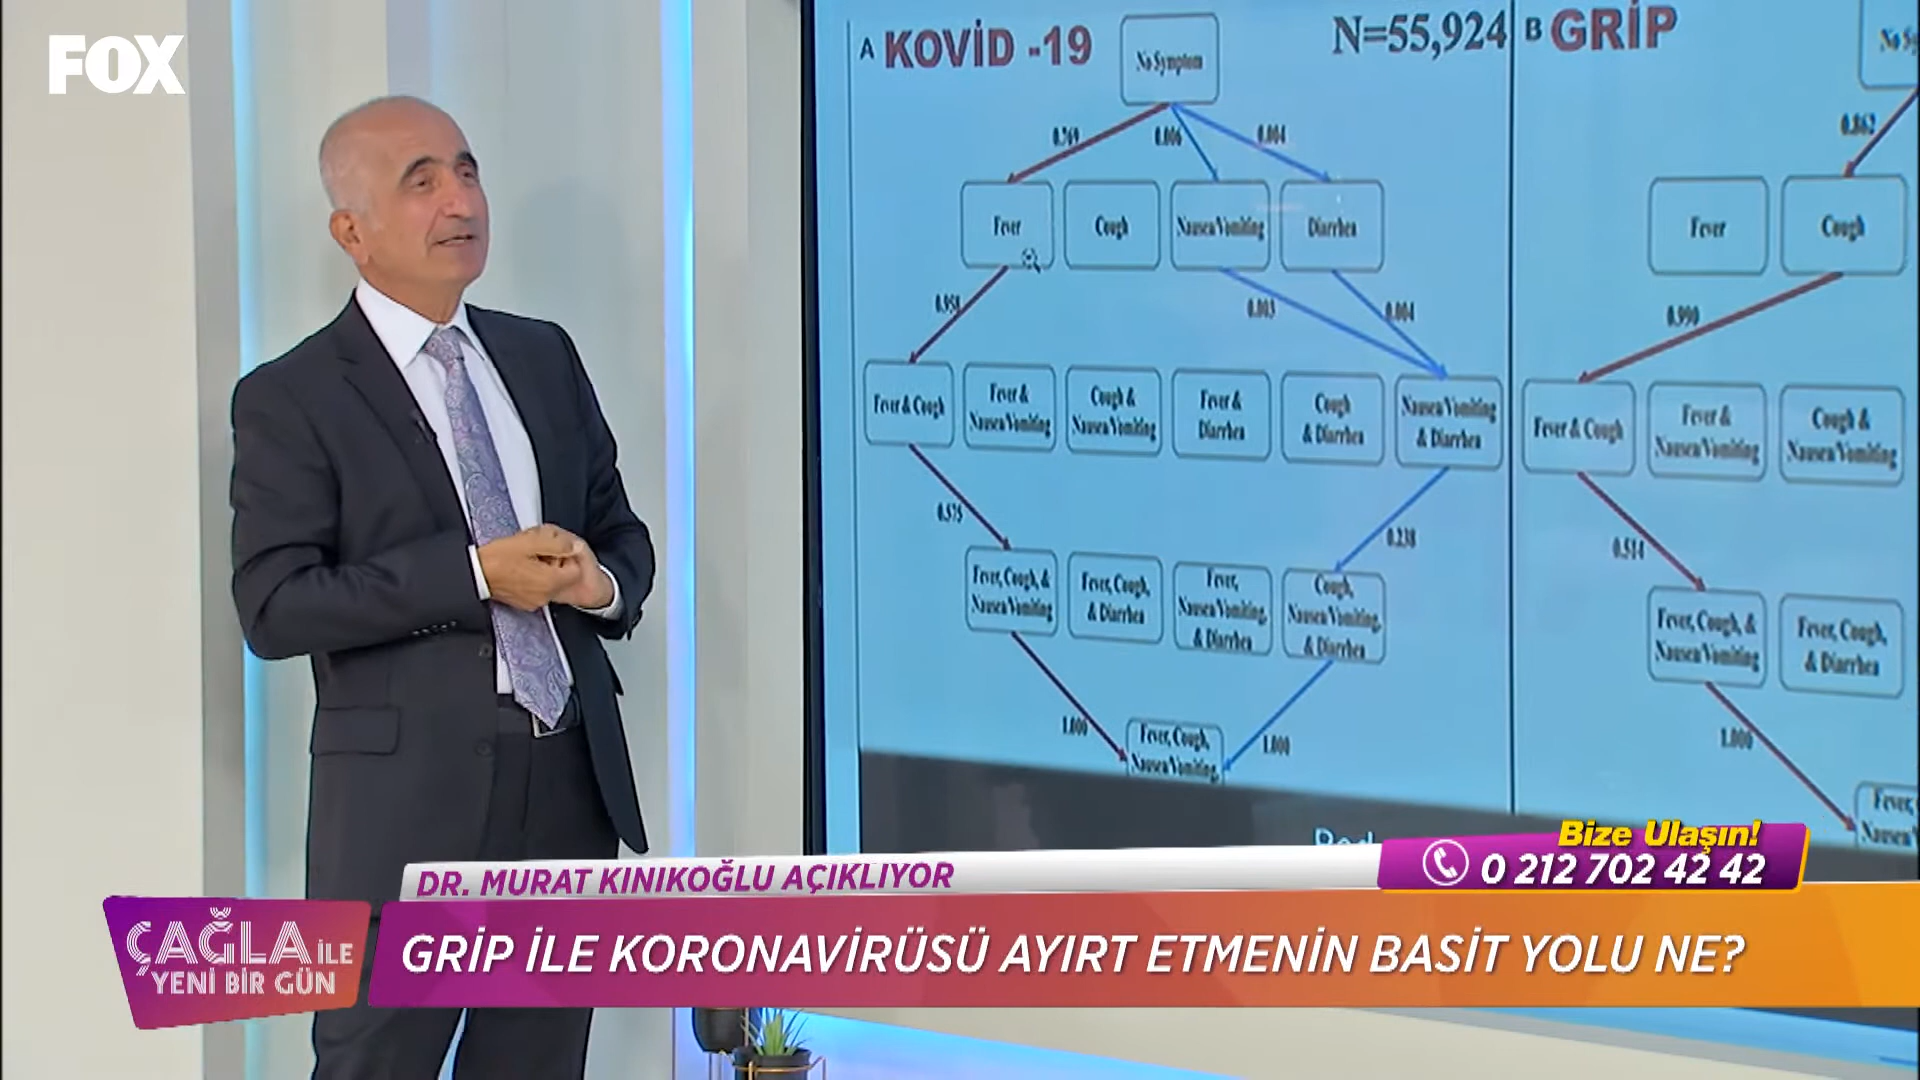 FOX
A KOVİD -19
N=55,924
B GRİP
No Symptom
0.769
0.006
0.004
0.862
Fever
Cough
Nausea/Vomiting
Diarrhea
Fever
Cough
0.958
0.003
0.004
0.990
Fever & Cough
Fever &
Nausea/Vomiting
Cough &
Nausea/Vomiting
Fever &
Diarrhea
Cough
& Diarrhea
Nausea/Vomiting
& Diarrhea
Fever & Cough
Fever &
Nausea/Vomiting
Cough &
Nausea/Vomiting
0.575
0.238
0.514
Fever, Cough, &
Nausea/Vomiting
Fever, Cough,
& Diarrhea
Fever,
Nausea/Vomiting,
& Diarrhea
Cough,
Nausea/Vomiting,
& Diarrhea
Fever, Cough, &
Nausea/Vomiting
Fever, Cough,
& Diarrhea
1.000
1.000
1.000
Fever, Cough,
Nausea/Vomiting,
Bize Ulaşın!
0 212 702 42 42
DR. MURAT KINIKOĞLU AÇIKLIYOR
ÇAĞLA İLE
YENİ BİR GÜN
GRİP İLE KORONAVİRÜSÜ AYIRT ETMENİN BASİT YOLU NE?